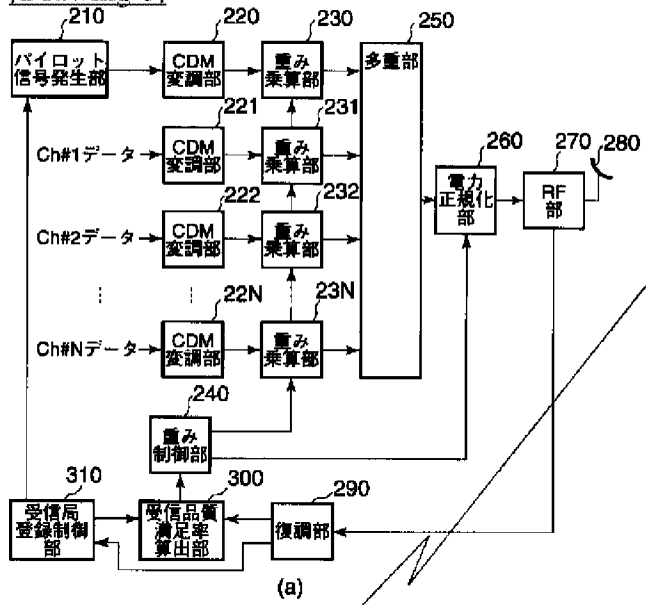 210
220
230
250
パイロット
信号発生部
CDM
変調部
重み
乗算部
多重部
221
231
Ch#1データ
CDM
変調部
重み
乗算部
260
270
280
222
232
電力
正規化
部
RF
部
Ch#2データ
CDM
変調部
重み
乗算部
22N
23N
Ch#Nデータ
CDM
変調部
重み
乗算部
240
重み
制御部
310
300
290
受信局
登録制御
部
受信品質
満足率
算出部
復調部
(a)